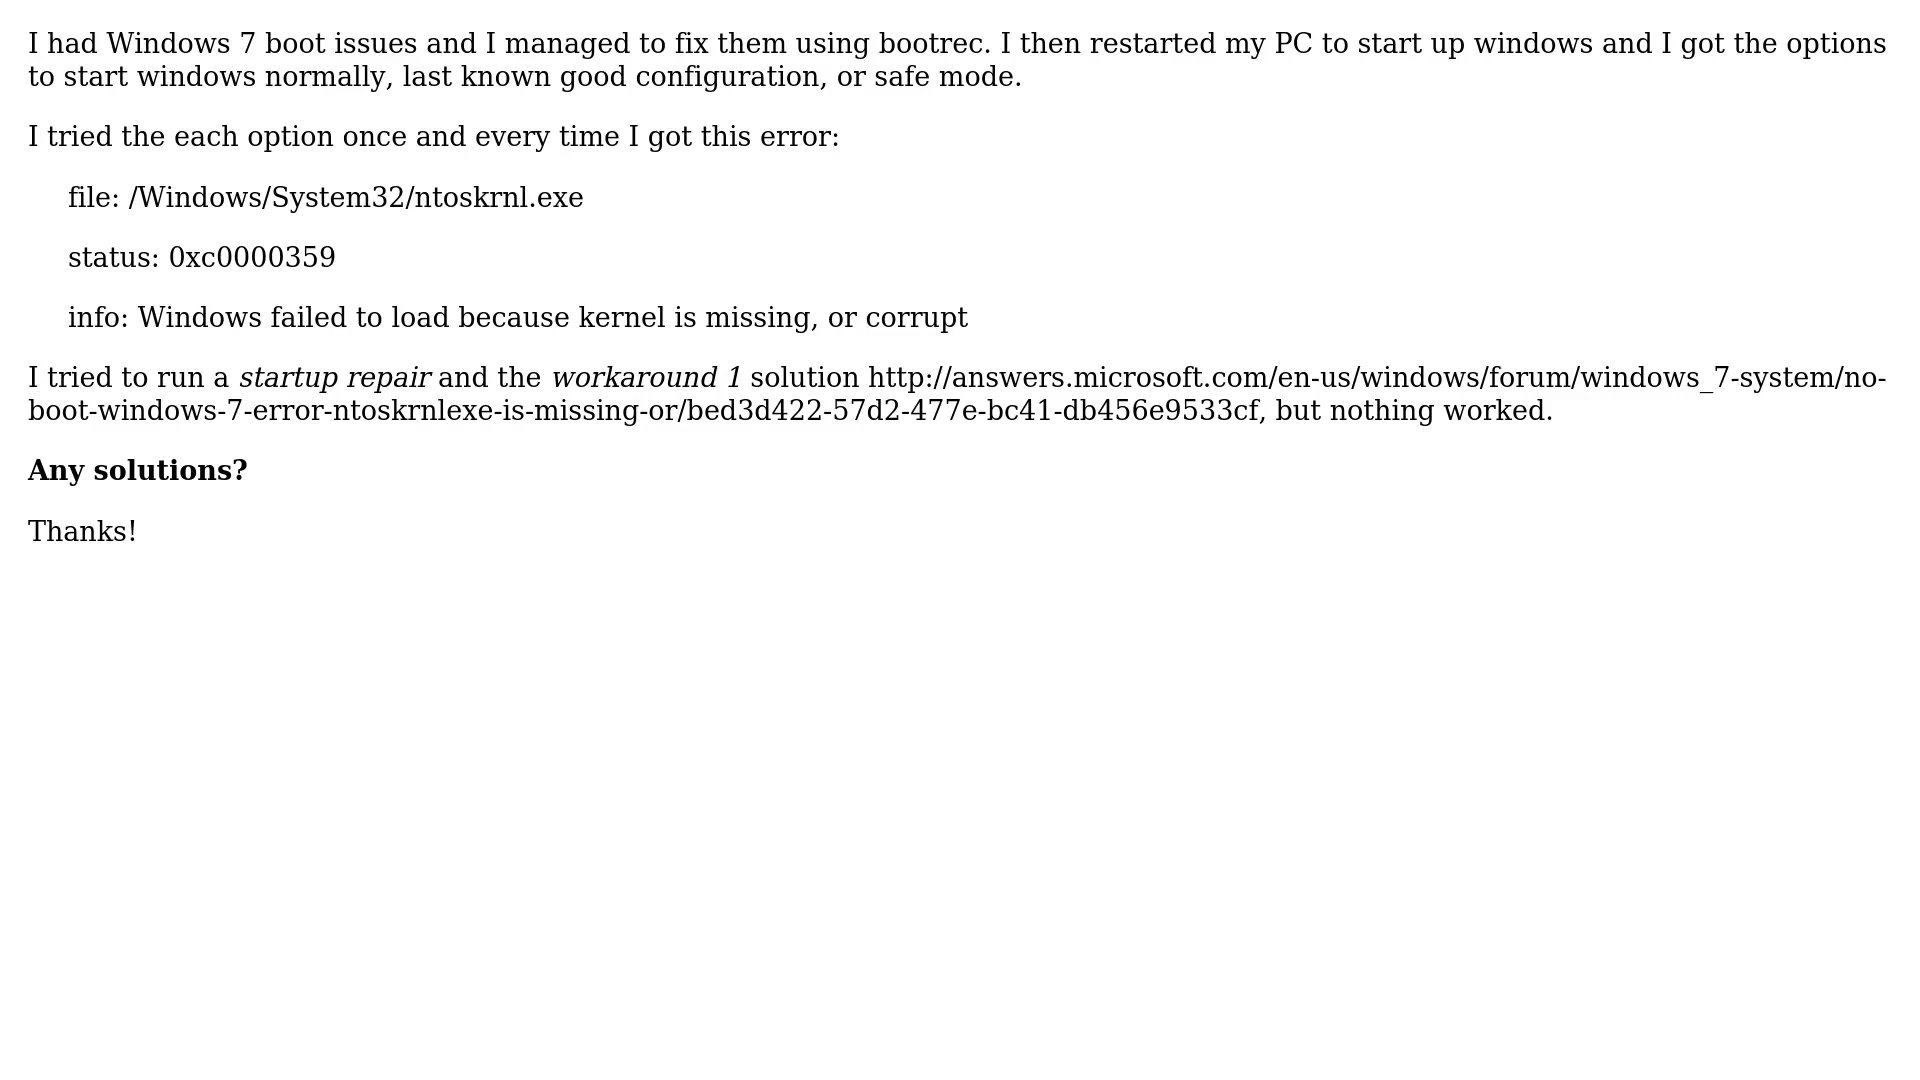 I had Windows 7 boot issues and I managed to fix them using bootrec. I then restarted my PC to start up windows and I got the options
to start windows normally, last known good configuration, or safe mode.
I tried the each option once and every time I got this error:
file: /Windows/System32/ntoskrnl.exe
status: 0xc0000359
info: Windows failed to load because kernel is missing, or corrupt
I tried to run a startup repair and the workaround 1 solution http://answers.microsoft.com/en-us/windows/forum/windows_7-system/no-
boot-windows-7-error-ntoskrnlexe-is-missing-or/bed3d422-57d2-477e-bc41-db456e9533cf, but nothing worked.
Any solutions?
Thanks!